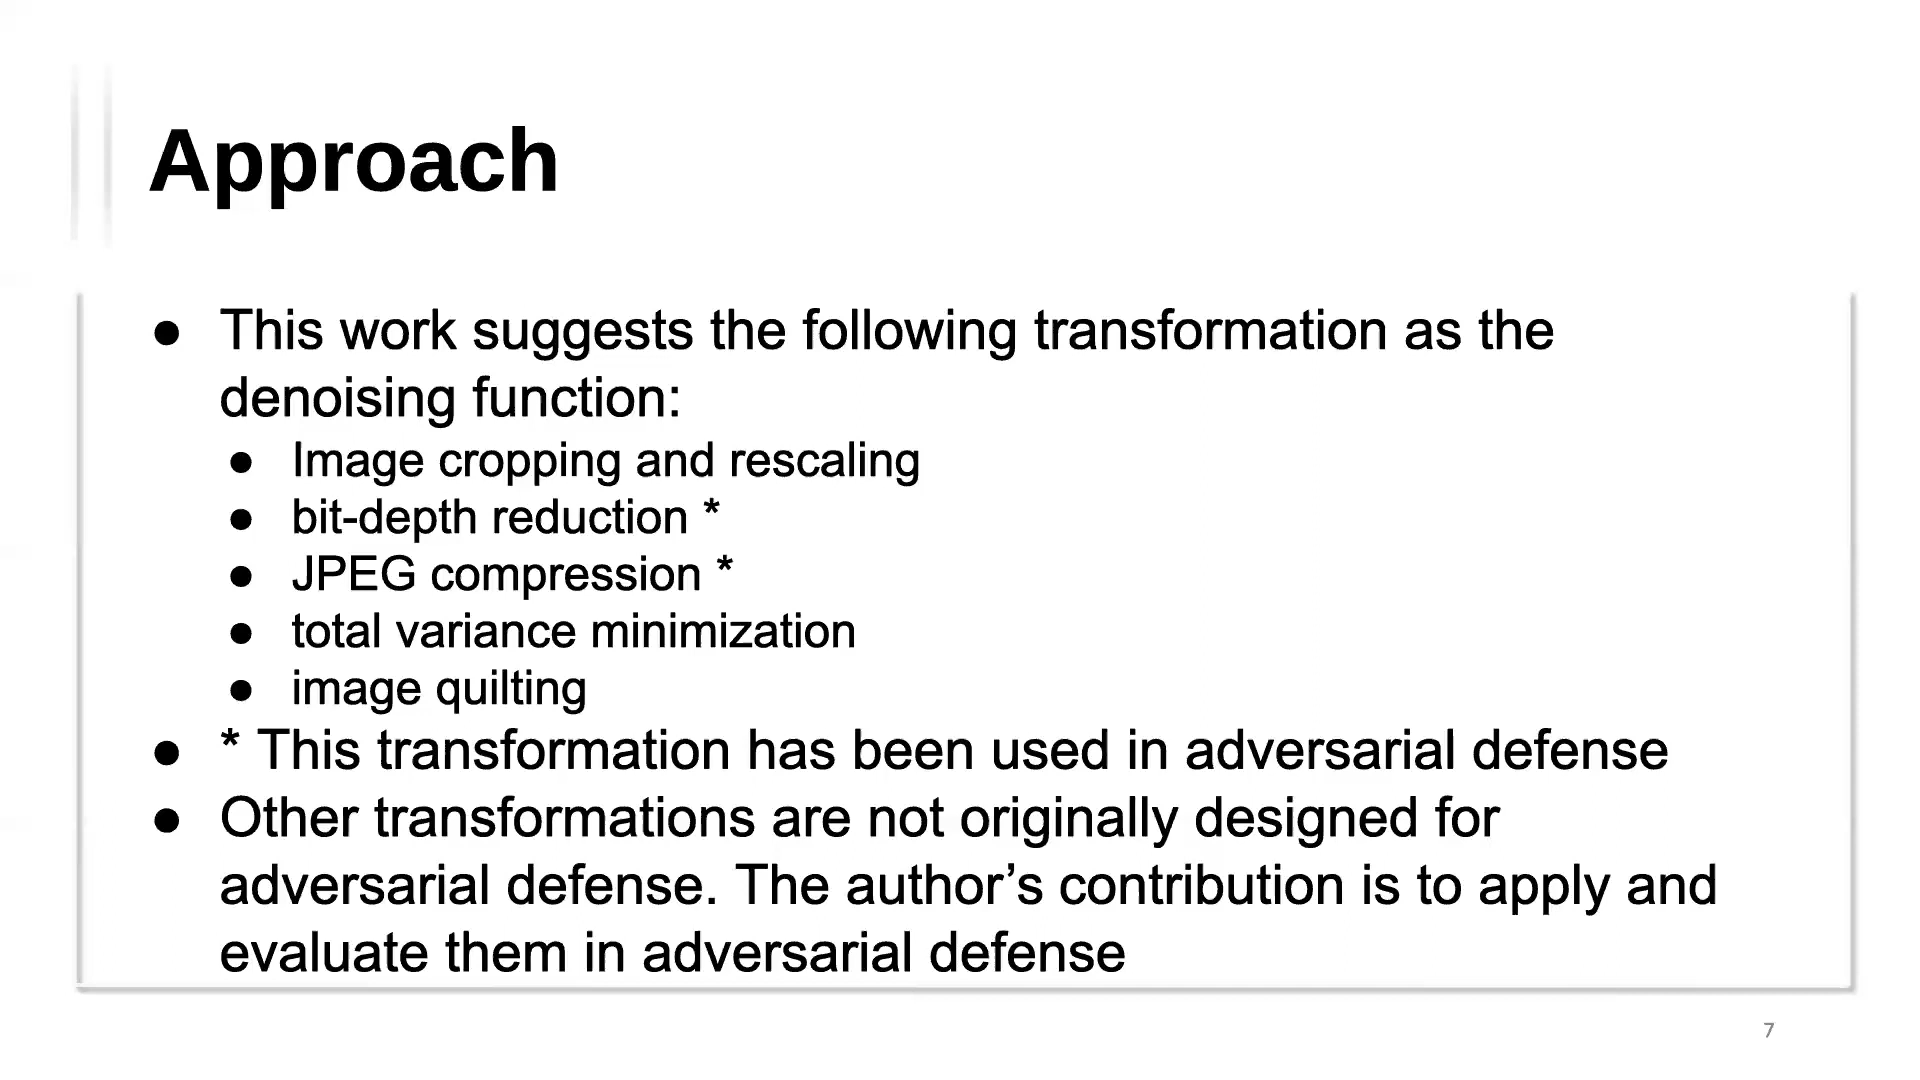 Approach
● This work suggests the following transformation as the
denoising function:
● Image cropping and rescaling
● bit-depth reduction *
● JPEG compression *
● total variance minimization
● image quilting
● * This transformation has been used in adversarial defense
● Other transformations are not originally designed for
adversarial defense. The author’s contribution is to apply and
evaluate them in adversarial defense
7